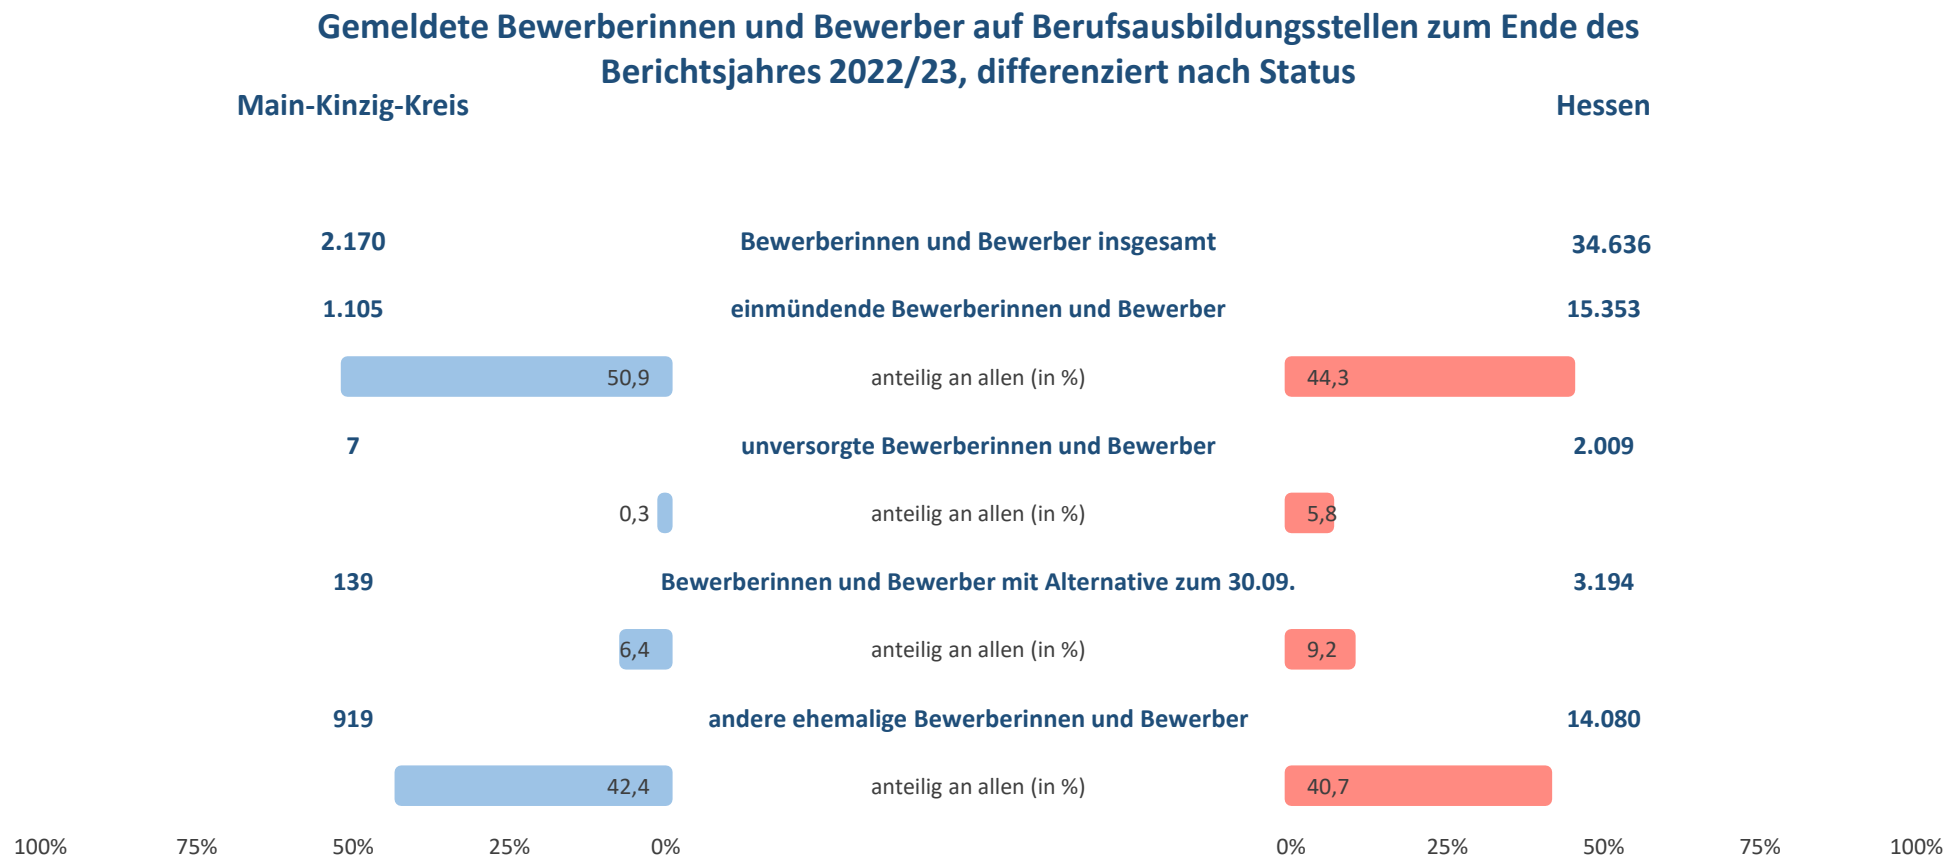 Gemeldete Bewerberinnen und Bewerber auf Berufsausbildungsstellen zum Ende des
Berichtsjahres 2022/23, differenziert nach Status
Main-Kinzig-Kreis Hessen
2.170 Bewerberinnen und Bewerber insgesamt 34.636
1.105 einmündende Bewerberinnen und Bewerber 15.353
50,9 anteilig an allen (in %) 44,3
7 unversorgte Bewerberinnen und Bewerber 2.009
0,3 anteilig an allen (in %) 5,8
139 Bewerberinnen und Bewerber mit Alternative zum 30.09. 3.194
6,4 anteilig an allen (in %) 9,2
919 andere ehemalige Bewerberinnen und Bewerber 14.080
42,4 anteilig an allen (in %) 40,7
100% 75% 50% 25% 0% 0% 25% 50% 75% 100%